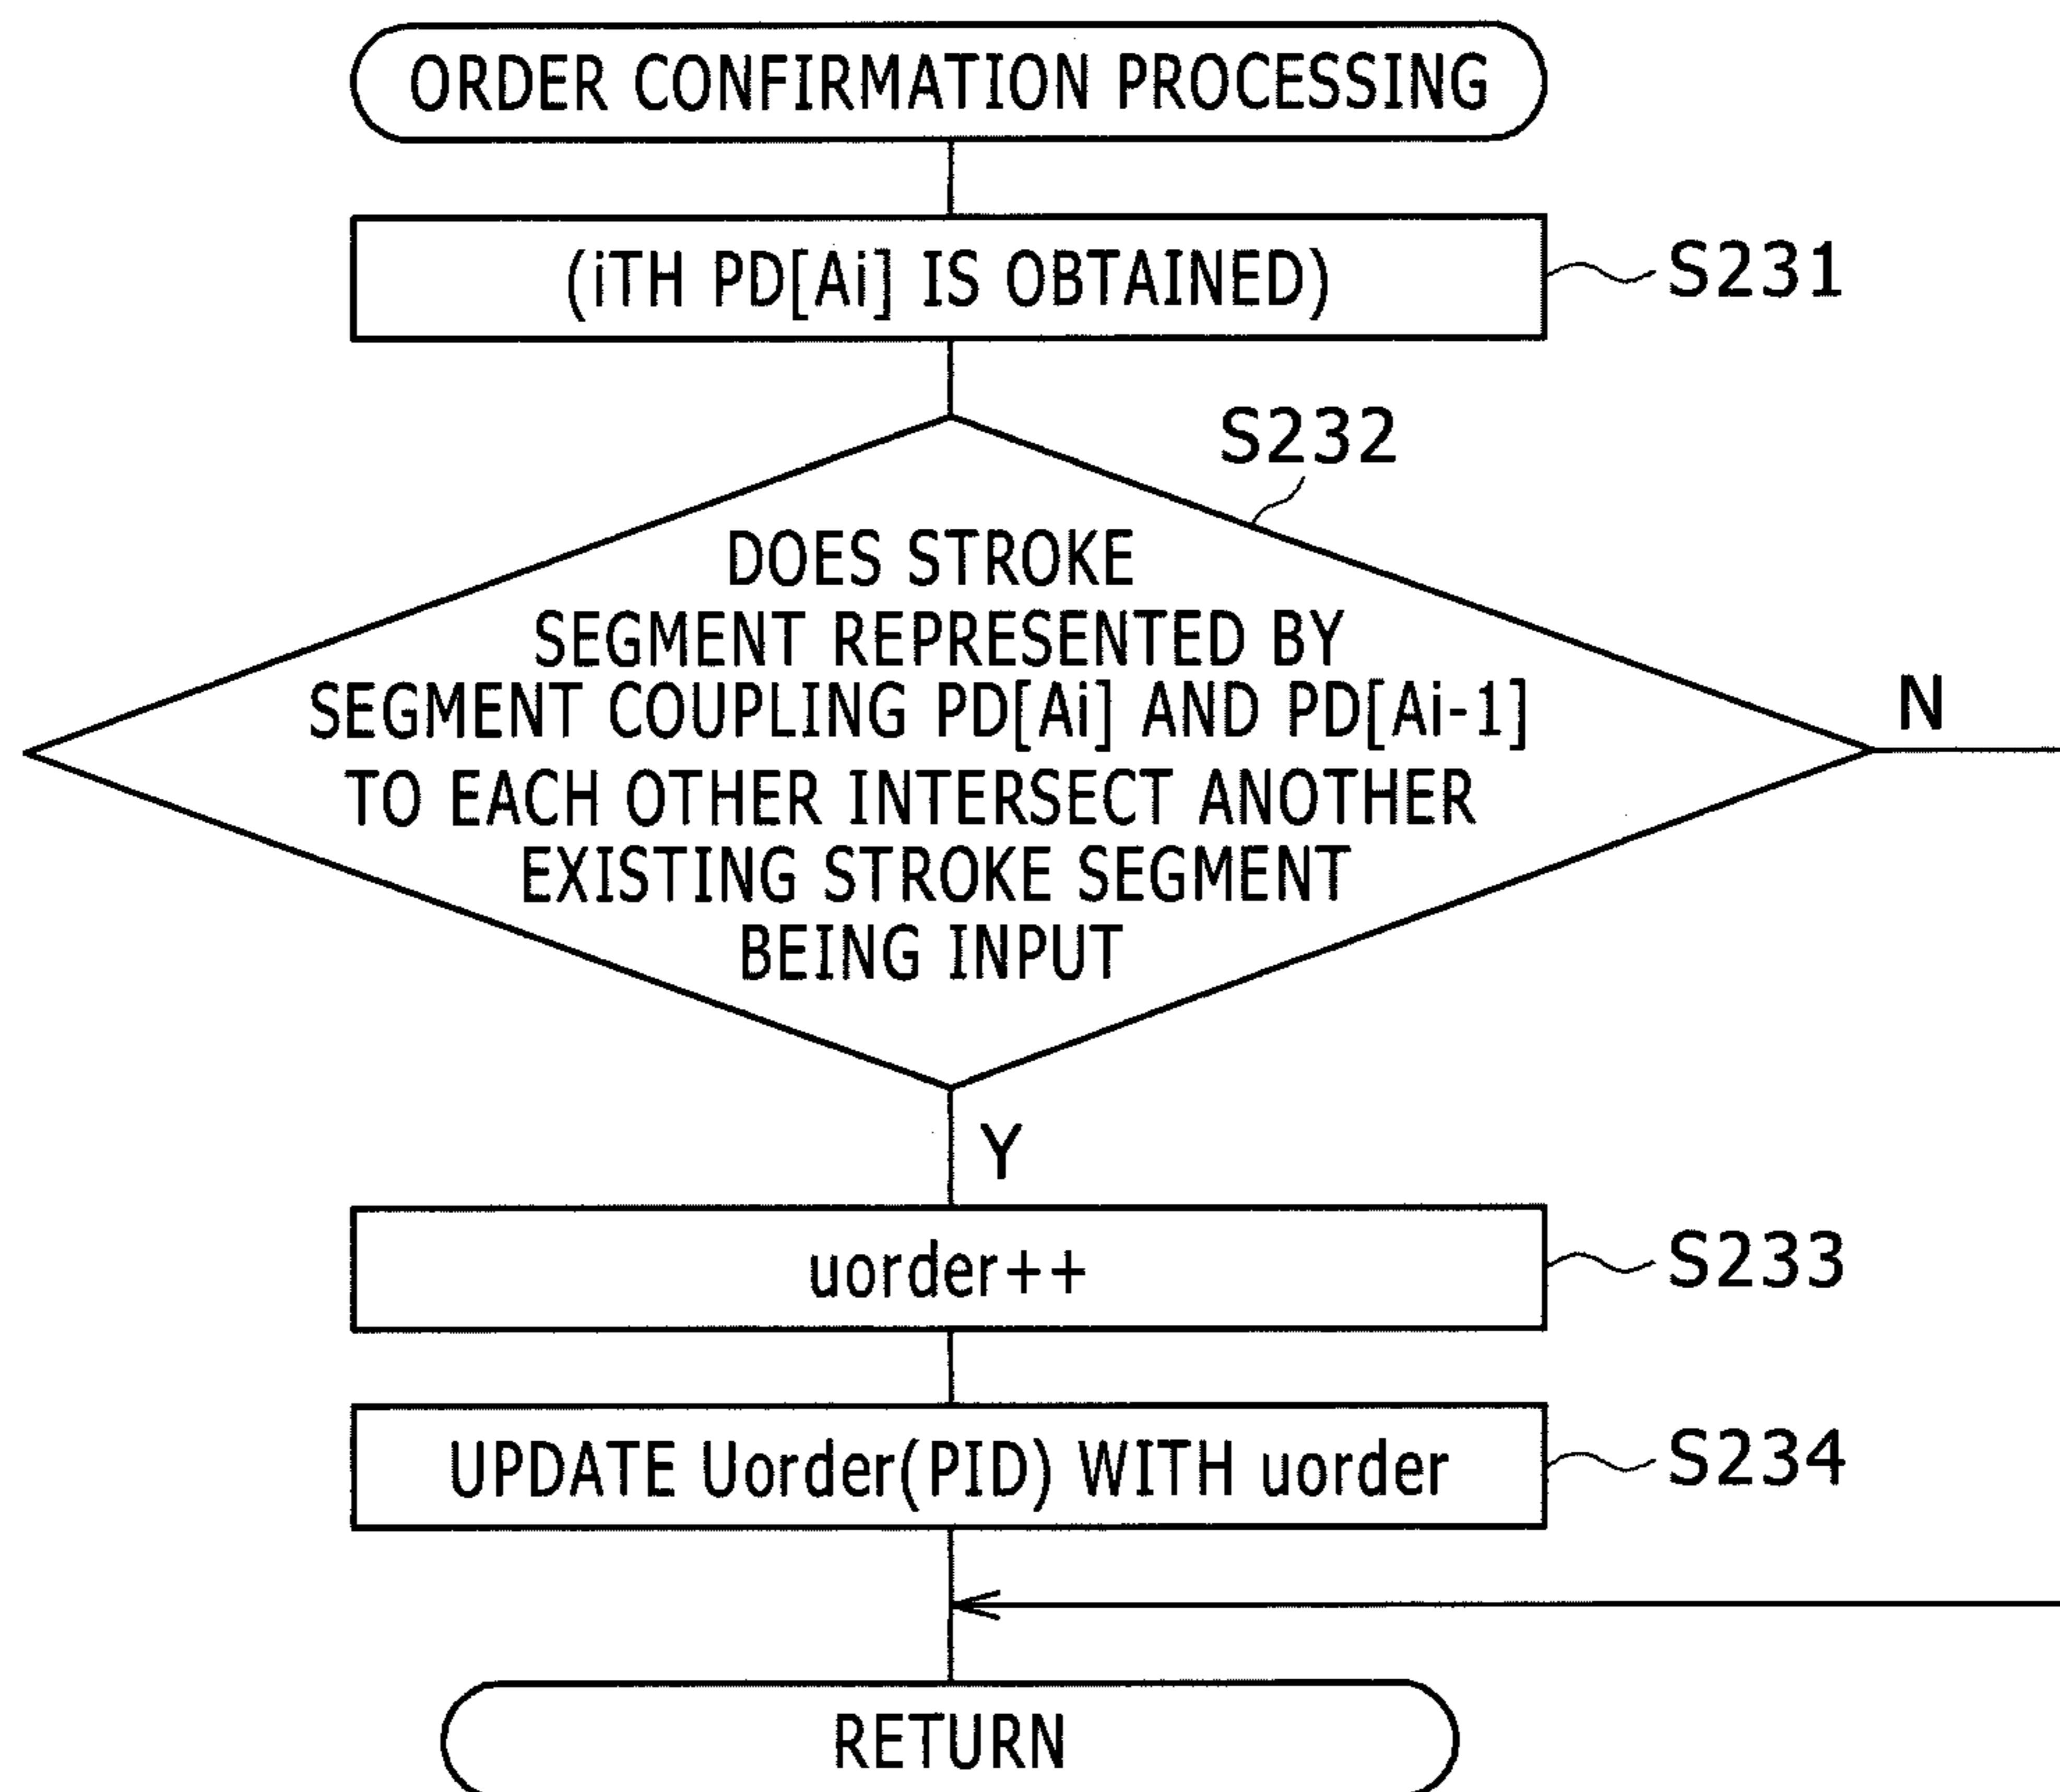 ORDER CONFIRMATION PROCESSING
(iTH PD[Ai] IS OBTAINED)
S231
S232
DOES STROKE
SEGMENT REPRESENTED BY
SEGMENT COUPLING PD[Ai] AND PD[Ai-1]
TO EACH OTHER INTERSECT ANOTHER
EXISTING STROKE SEGMENT
BEING INPUT
N
Y
uorder++
S233
UPDATE Uorder(PID) WITH uorder
S234
RETURN